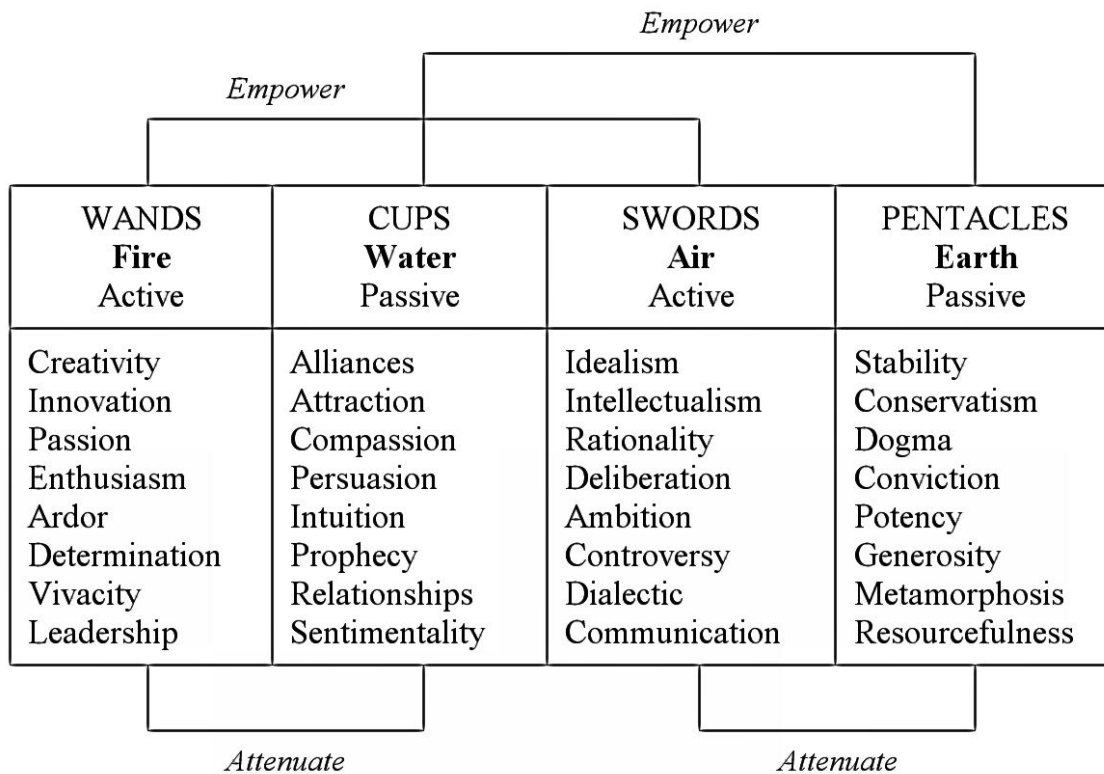 Empower
Empower
WANDS
Fire
Active
CUPS
Water
Passive
SWORDS
Air
Active
PENTACLES
Earth
Passive
Creativity
Innovation
Passion
Enthusiasm
Ardor
Determination
Vivacity
Leadership
Alliances
Attraction
Compassion
Persuasion
Intuition
Prophecy
Relationships
Sentimentality
Idealism
Intellectualism
Rationality
Deliberation
Ambition
Controversy
Dialectic
Communication
Stability
Conservatism
Dogma
Conviction
Potency
Generosity
Metamorphosis
Resourcefulness
Attenuate
Attenuate